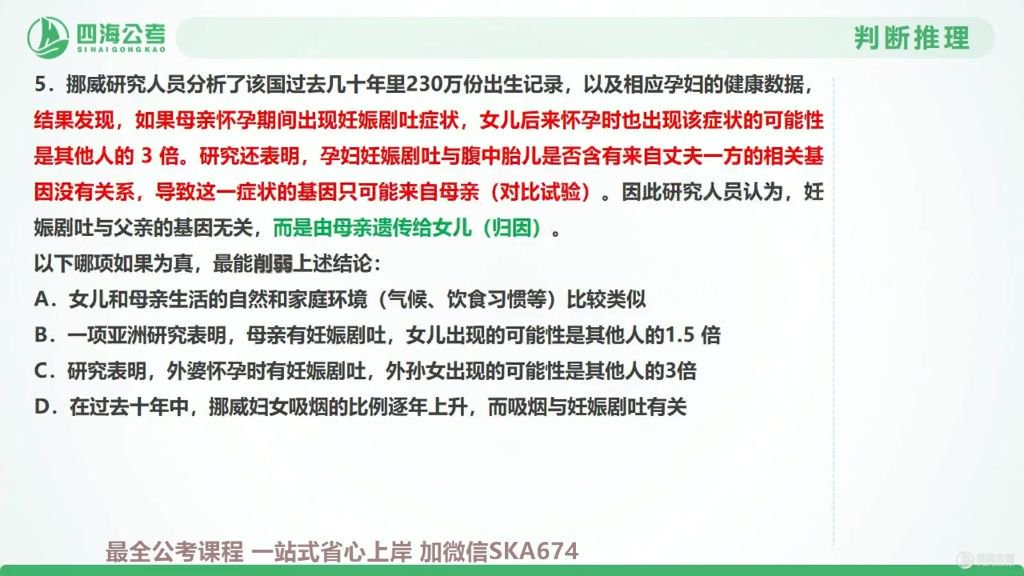 四海公考
SIHAIGONGKAO
判断推理
5. 挪威研究人员分析了该国过去几十年里230万份出生记录，以及相应孕妇的健康数据，
结果发现，如果母亲怀孕期间出现妊娠剧吐症状，女儿后来怀孕时也出现该症状的可能性
是其他人的 3 倍。研究还表明，孕妇妊娠剧吐与腹中胎儿是否含有来自丈夫一方的相关基
因没有关系，导致这一症状的基因只可能来自母亲（对比试验）。因此研究人员认为，妊
娠剧吐与父亲的基因无关，而是由母亲遗传给女儿（归因）。
以下哪项如果为真，最能削弱上述结论：
A. 女儿和母亲生活的自然和家庭环境（气候、饮食习惯等）比较类似
B. 一项亚洲研究表明，母亲有妊娠剧吐，女儿出现的可能性是其他人的1.5 倍
C. 研究表明，外婆怀孕时有妊娠剧吐，外孙女出现的可能性是其他人的3倍
D. 在过去十年中，挪威妇女吸烟的比例逐年上升，而吸烟与妊娠剧吐有关
最全公考课程 一站式省心上岸 加微信SKA674